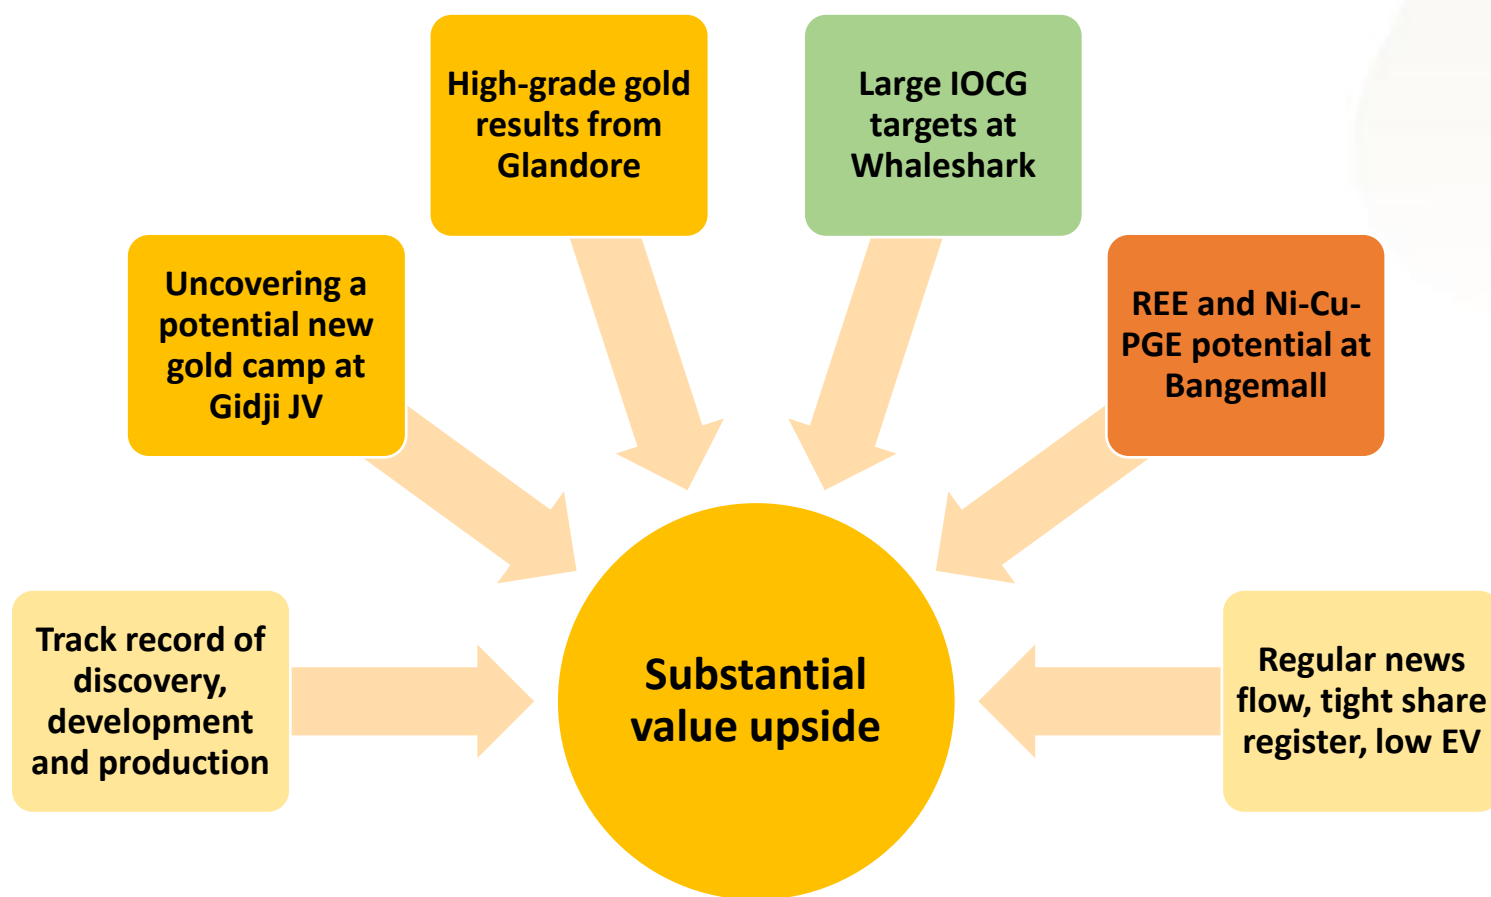 High-grade gold
results from
Glandore
Large IOCG
targets at
Whaleshark
Uncovering a
potential new
gold camp at
Gidji JV
REE and Ni-Cu-
PGE potential at
Bangemall
Track record of
discovery,
development
and production
Substantial
value upside
Regular news
flow, tight share
register, low EV